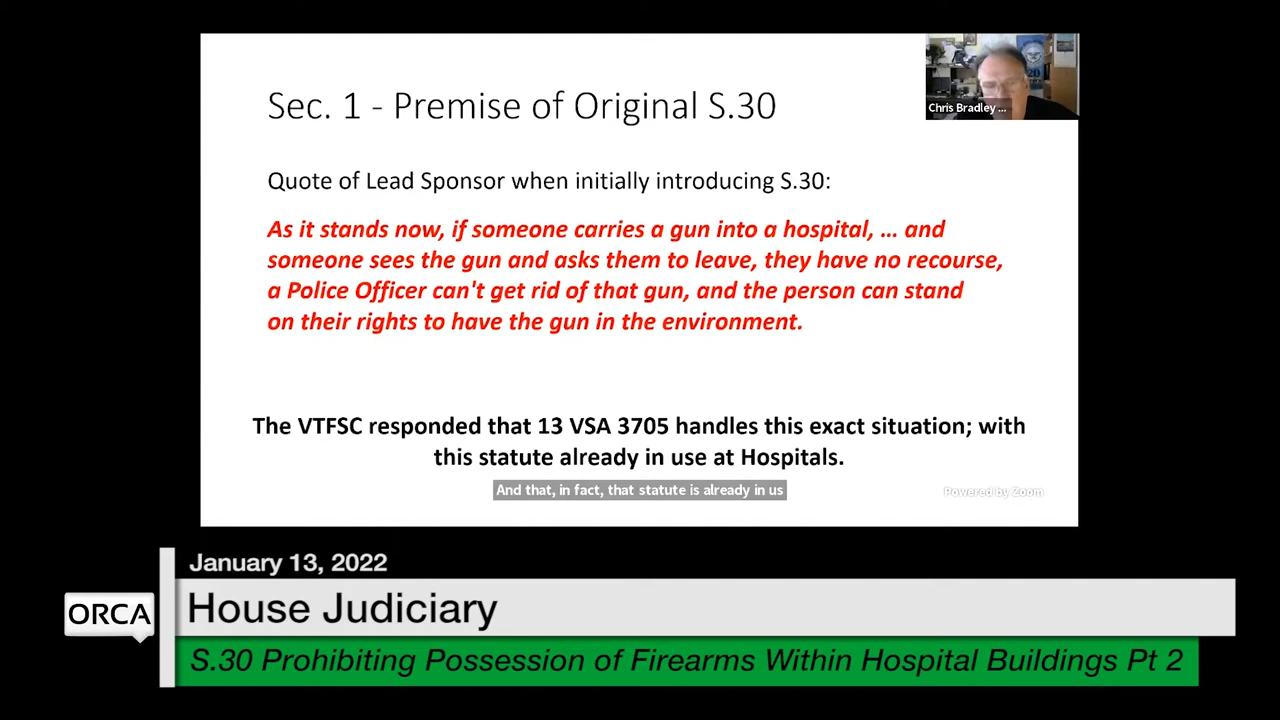 Sec. 1 - Premise of Original S.30
Chris Bradley ...
Quote of Lead Sponsor when initially introducing S.30:
As it stands now, if someone carries a gun into a hospital, ... and
someone sees the gun and asks them to leave, they have no recourse,
a Police Officer can't get rid of that gun, and the person can stand
on their rights to have the gun in the environment.
The VTFSC responded that 13 VSA 3705 handles this exact situation; with
this statute already in use at Hospitals.
And that, in fact, that statute is already in us
Powered by Zoom
January 13, 2022
ORCA
House Judiciary
S.30 Prohibiting Possession of Firearms Within Hospital Buildings Pt 2